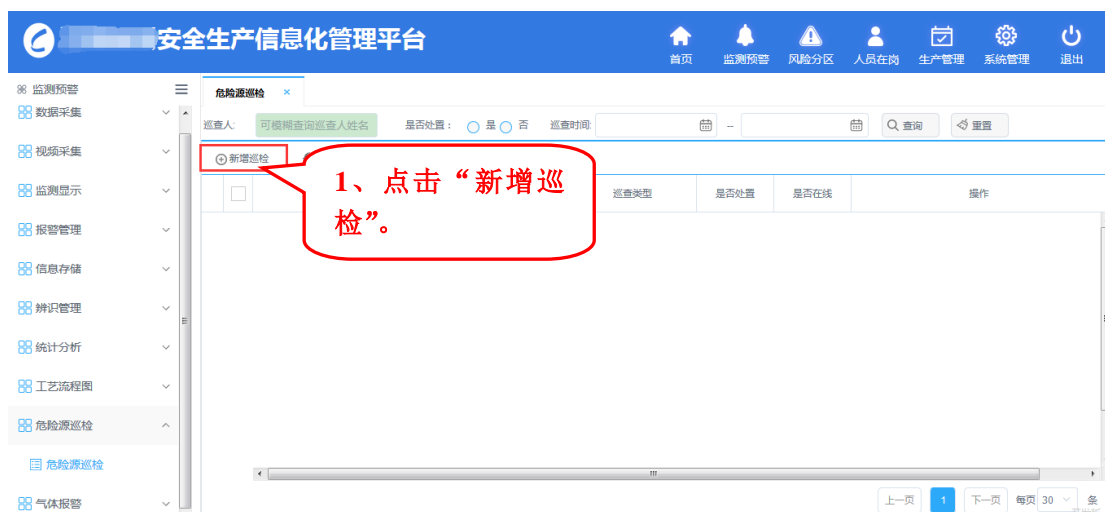 安全生产信息化管理平台
首页 监测预警 风险分区 人员在岗 生产管理 系统管理 退出
监测预警
危险源巡检 ×
数据采集
视频采集
监测显示
报警管理
信息存储
辨识管理
统计分析
工艺流程图
危险源巡检
危险源巡检
气体报警
巡查人: 可模糊查询巡查人姓名 是否处置： 是 否 巡查时间: – 查询 重置
新增巡检
1、点击“新增巡
检”。
巡查类型 是否处置 是否在线 操作
上一页 1 下一页 每页 30 条